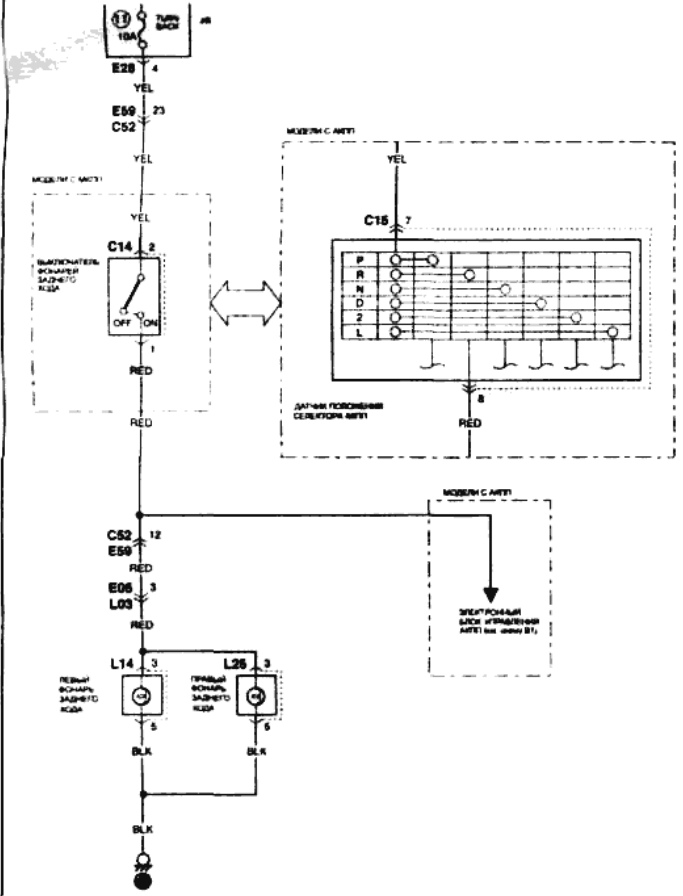 11 TURN BACK
10A
JB
E28 4
YEL
E59 23
C52
YEL
МОДЕЛИ С АКПП
МОДЕЛИ С МКПП
YEL
YEL
C14 2
C15 7
ВЫКЛЮЧАТЕЛЬ
ФОНАРЕЙ
ЗАДНЕГО
ХОДА
OFF ON
1
P
R
N
D
2
L
RED
8
ДАТЧИК ПОЛОЖЕНИЯ
СЕЛЕКТОРА АКПП
RED
RED
МОДЕЛИ С АКПП
C52 12
E59
RED
E05 3
L03
RED
ЭЛЕКТРОННЫЙ
БЛОК УПРАВЛЕНИЯ
АКПП
L14 3
L26 3
ЛЕВЫЙ
ФОНАРЬ
ЗАДНЕГО
ХОДА
ПРАВЫЙ
ФОНАРЬ
ЗАДНЕГО
ХОДА
5
5
BLK
BLK
BLK